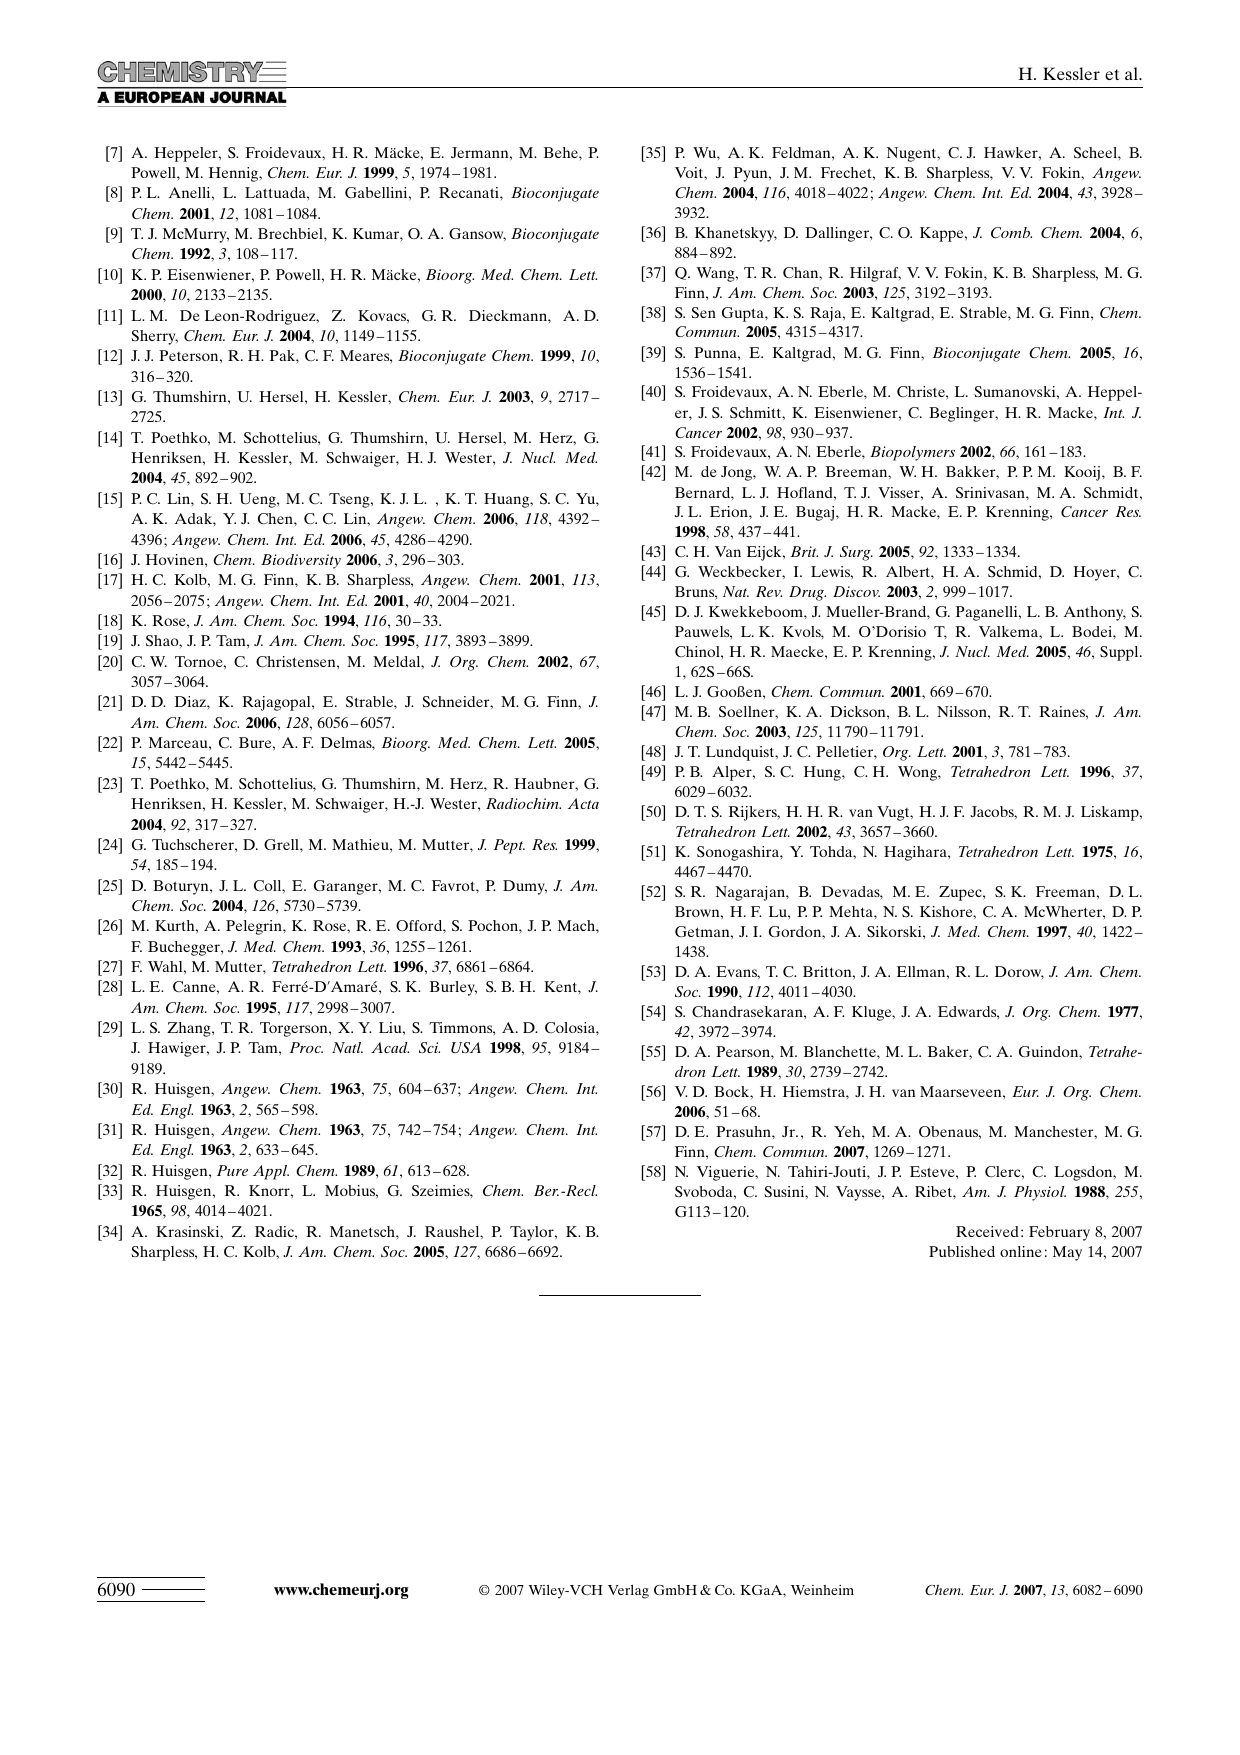 CHEMISTRY
A EUROPEAN JOURNAL
H. Kessler et al.
[7] A. Heppeler, S. Froidevaux, H. R. Mäcke, E. Jermann, M. Behe, P.
Powell, M. Hennig, Chem. Eur. J. 1999, 5, 1974–1981.
[8] P. L. Anelli, L. Lattuada, M. Gabellini, P. Recanati, Bioconjugate
Chem. 2001, 12, 1081–1084.
[9] T. J. McMurry, M. Brechbiel, K. Kumar, O. A. Gansow, Bioconjugate
Chem. 1992, 3, 108–117.
[10] K. P. Eisenwiener, P. Powell, H. R. Mäcke, Bioorg. Med. Chem. Lett.
2000, 10, 2133–2135.
[11] L. M. De Leon-Rodriguez, Z. Kovacs, G. R. Dieckmann, A. D.
Sherry, Chem. Eur. J. 2004, 10, 1149–1155.
[12] J. J. Peterson, R. H. Pak, C. F. Meares, Bioconjugate Chem. 1999, 10,
316–320.
[13] G. Thumshirn, U. Hersel, H. Kessler, Chem. Eur. J. 2003, 9, 2717–
2725.
[14] T. Poethko, M. Schottelius, G. Thumshirn, U. Hersel, M. Herz, G.
Henriksen, H. Kessler, M. Schwaiger, H. J. Wester, J. Nucl. Med.
2004, 45, 892–902.
[15] P. C. Lin, S. H. Ueng, M. C. Tseng, K. J. L. , K. T. Huang, S. C. Yu,
A. K. Adak, Y. J. Chen, C. C. Lin, Angew. Chem. 2006, 118, 4392–
4396; Angew. Chem. Int. Ed. 2006, 45, 4286–4290.
[16] J. Hovinen, Chem. Biodiversity 2006, 3, 296–303.
[17] H. C. Kolb, M. G. Finn, K. B. Sharpless, Angew. Chem. 2001, 113,
2056–2075; Angew. Chem. Int. Ed. 2001, 40, 2004–2021.
[18] K. Rose, J. Am. Chem. Soc. 1994, 116, 30–33.
[19] J. Shao, J. P. Tam, J. Am. Chem. Soc. 1995, 117, 3893–3899.
[20] C. W. Tornoe, C. Christensen, M. Meldal, J. Org. Chem. 2002, 67,
3057–3064.
[21] D. D. Diaz, K. Rajagopal, E. Strable, J. Schneider, M. G. Finn, J.
Am. Chem. Soc. 2006, 128, 6056–6057.
[22] P. Marceau, C. Bure, A. F. Delmas, Bioorg. Med. Chem. Lett. 2005,
15, 5442–5445.
[23] T. Poethko, M. Schottelius, G. Thumshirn, M. Herz, R. Haubner, G.
Henriksen, H. Kessler, M. Schwaiger, H.-J. Wester, Radiochim. Acta
2004, 92, 317–327.
[24] G. Tuchscherer, D. Grell, M. Mathieu, M. Mutter, J. Pept. Res. 1999,
54, 185–194.
[25] D. Boturyn, J. L. Coll, E. Garanger, M. C. Favrot, P. Dumy, J. Am.
Chem. Soc. 2004, 126, 5730–5739.
[26] M. Kurth, A. Pelegrin, K. Rose, R. E. Offord, S. Pochon, J. P. Mach,
F. Buchegger, J. Med. Chem. 1993, 36, 1255–1261.
[27] F. Wahl, M. Mutter, Tetrahedron Lett. 1996, 37, 6861–6864.
[28] L. E. Canne, A. R. Ferré-D′Amaré, S. K. Burley, S. B. H. Kent, J.
Am. Chem. Soc. 1995, 117, 2998–3007.
[29] L. S. Zhang, T. R. Torgerson, X. Y. Liu, S. Timmons, A. D. Colosia,
J. Hawiger, J. P. Tam, Proc. Natl. Acad. Sci. USA 1998, 95, 9184–
9189.
[30] R. Huisgen, Angew. Chem. 1963, 75, 604–637; Angew. Chem. Int.
Ed. Engl. 1963, 2, 565–598.
[31] R. Huisgen, Angew. Chem. 1963, 75, 742–754; Angew. Chem. Int.
Ed. Engl. 1963, 2, 633–645.
[32] R. Huisgen, Pure Appl. Chem. 1989, 61, 613–628.
[33] R. Huisgen, R. Knorr, L. Mobius, G. Szeimies, Chem. Ber.-Recl.
1965, 98, 4014–4021.
[34] A. Krasinski, Z. Radic, R. Manetsch, J. Raushel, P. Taylor, K. B.
Sharpless, H. C. Kolb, J. Am. Chem. Soc. 2005, 127, 6686–6692.
[35] P. Wu, A. K. Feldman, A. K. Nugent, C. J. Hawker, A. Scheel, B.
Voit, J. Pyun, J. M. Frechet, K. B. Sharpless, V. V. Fokin, Angew.
Chem. 2004, 116, 4018–4022; Angew. Chem. Int. Ed. 2004, 43, 3928–
3932.
[36] B. Khanetskyy, D. Dallinger, C. O. Kappe, J. Comb. Chem. 2004, 6,
884–892.
[37] Q. Wang, T. R. Chan, R. Hilgraf, V. V. Fokin, K. B. Sharpless, M. G.
Finn, J. Am. Chem. Soc. 2003, 125, 3192–3193.
[38] S. Sen Gupta, K. S. Raja, E. Kaltgrad, E. Strable, M. G. Finn, Chem.
Commun. 2005, 4315–4317.
[39] S. Punna, E. Kaltgrad, M. G. Finn, Bioconjugate Chem. 2005, 16,
1536–1541.
[40] S. Froidevaux, A. N. Eberle, M. Christe, L. Sumanovski, A. Heppel-
er, J. S. Schmitt, K. Eisenwiener, C. Beglinger, H. R. Macke, Int. J.
Cancer 2002, 98, 930–937.
[41] S. Froidevaux, A. N. Eberle, Biopolymers 2002, 66, 161–183.
[42] M. de Jong, W. A. P. Breeman, W. H. Bakker, P. P. M. Kooij, B. F.
Bernard, L. J. Hofland, T. J. Visser, A. Srinivasan, M. A. Schmidt,
J. L. Erion, J. E. Bugaj, H. R. Macke, E. P. Krenning, Cancer Res.
1998, 58, 437–441.
[43] C. H. Van Eijck, Brit. J. Surg. 2005, 92, 1333–1334.
[44] G. Weckbecker, I. Lewis, R. Albert, H. A. Schmid, D. Hoyer, C.
Bruns, Nat. Rev. Drug. Discov. 2003, 2, 999–1017.
[45] D. J. Kwekkeboom, J. Mueller-Brand, G. Paganelli, L. B. Anthony, S.
Pauwels, L. K. Kvols, M. O’Dorisio T, R. Valkema, L. Bodei, M.
Chinol, H. R. Maecke, E. P. Krenning, J. Nucl. Med. 2005, 46, Suppl.
1, 62S–66S.
[46] L. J. Gooßen, Chem. Commun. 2001, 669–670.
[47] M. B. Soellner, K. A. Dickson, B. L. Nilsson, R. T. Raines, J. Am.
Chem. Soc. 2003, 125, 11790–11791.
[48] J. T. Lundquist, J. C. Pelletier, Org. Lett. 2001, 3, 781–783.
[49] P. B. Alper, S. C. Hung, C. H. Wong, Tetrahedron Lett. 1996, 37,
6029–6032.
[50] D. T. S. Rijkers, H. H. R. van Vugt, H. J. F. Jacobs, R. M. J. Liskamp,
Tetrahedron Lett. 2002, 43, 3657–3660.
[51] K. Sonogashira, Y. Tohda, N. Hagihara, Tetrahedron Lett. 1975, 16,
4467–4470.
[52] S. R. Nagarajan, B. Devadas, M. E. Zupec, S. K. Freeman, D. L.
Brown, H. F. Lu, P. P. Mehta, N. S. Kishore, C. A. McWherter, D. P.
Getman, J. I. Gordon, J. A. Sikorski, J. Med. Chem. 1997, 40, 1422–
1438.
[53] D. A. Evans, T. C. Britton, J. A. Ellman, R. L. Dorow, J. Am. Chem.
Soc. 1990, 112, 4011–4030.
[54] S. Chandrasekaran, A. F. Kluge, J. A. Edwards, J. Org. Chem. 1977,
42, 3972–3974.
[55] D. A. Pearson, M. Blanchette, M. L. Baker, C. A. Guindon, Tetrahe-
dron Lett. 1989, 30, 2739–2742.
[56] V. D. Bock, H. Hiemstra, J. H. van Maarseveen, Eur. J. Org. Chem.
2006, 51–68.
[57] D. E. Prasuhn, Jr., R. Yeh, M. A. Obenaus, M. Manchester, M. G.
Finn, Chem. Commun. 2007, 1269–1271.
[58] N. Viguerie, N. Tahiri-Jouti, J. P. Esteve, P. Clerc, C. Logsdon, M.
Svoboda, C. Susini, N. Vaysse, A. Ribet, Am. J. Physiol. 1988, 255,
G113–120.
Received: February 8, 2007
Published online: May 14, 2007
6090
www.chemeurj.org
© 2007 Wiley-VCH Verlag GmbH & Co. KGaA, Weinheim
Chem. Eur. J. 2007, 13, 6082–6090